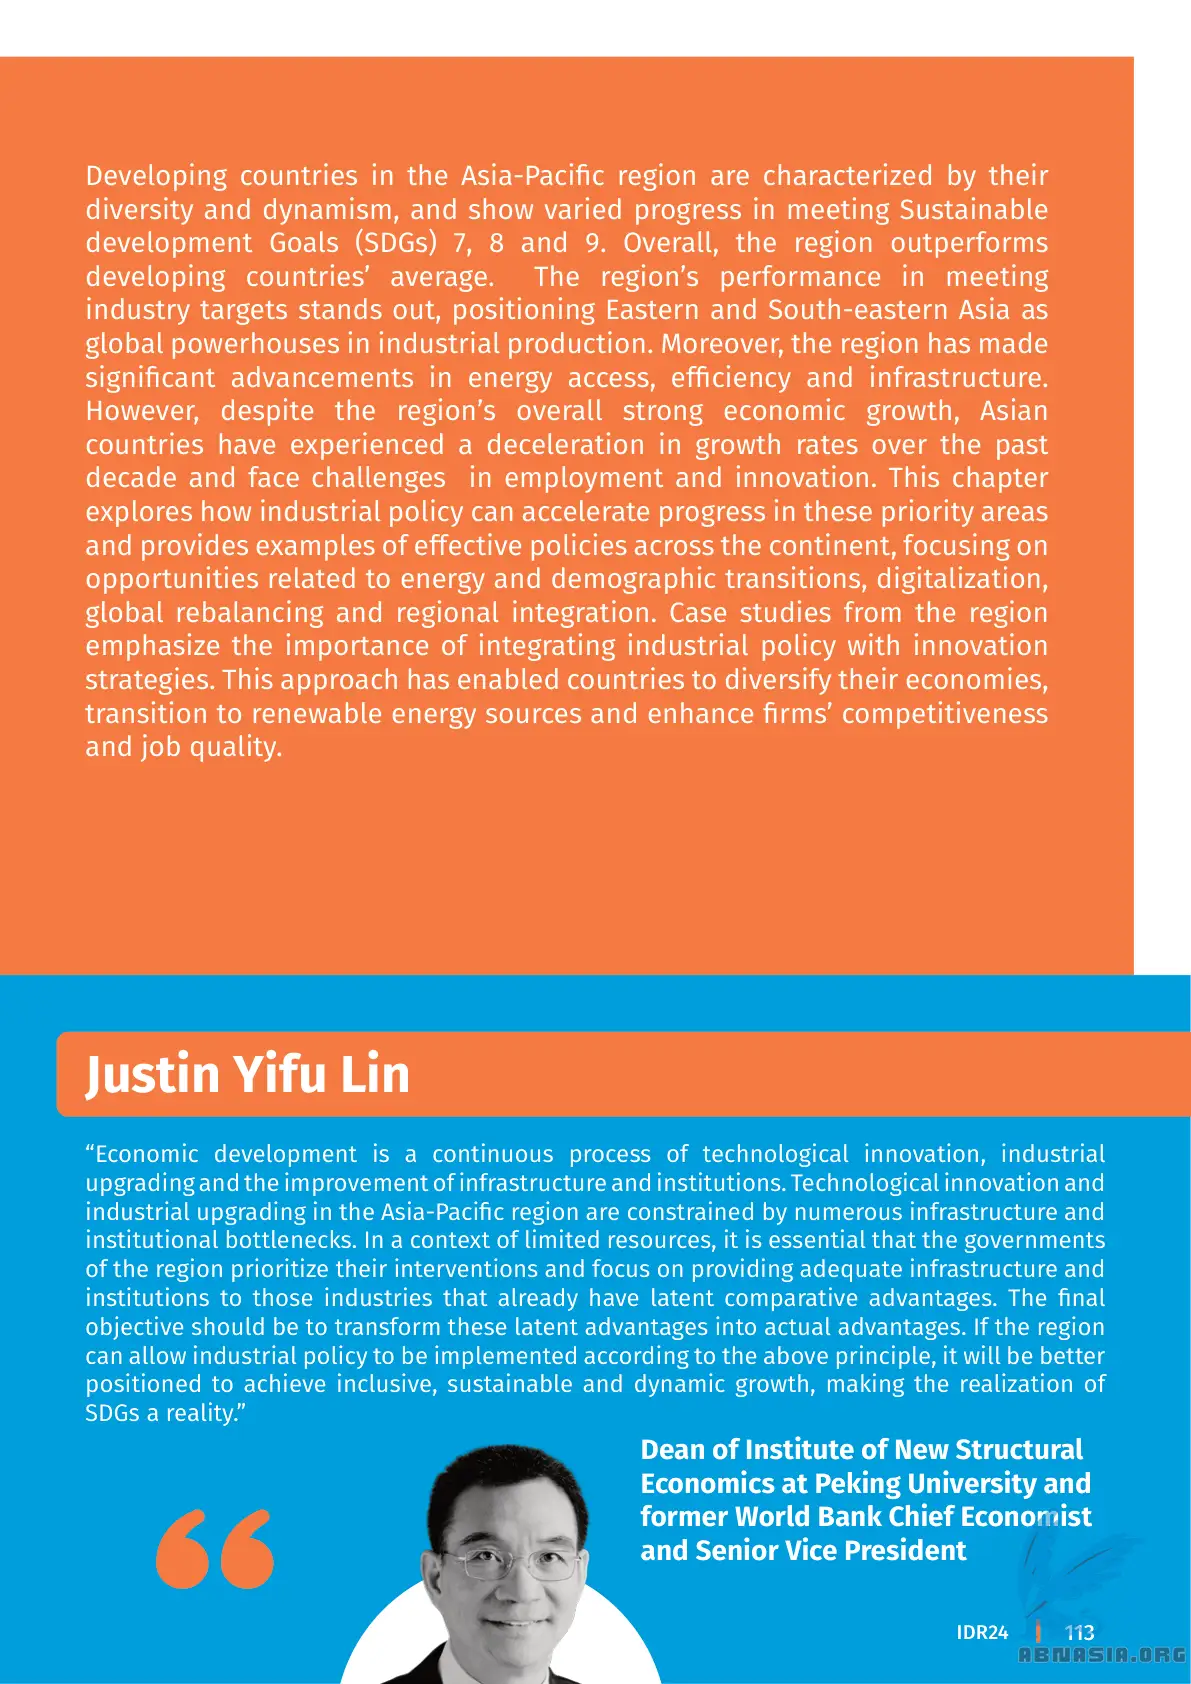 Developing countries in the Asia-Pacific region are characterized by their
diversity and dynamism, and show varied progress in meeting Sustainable
development Goals (SDGs) 7, 8 and 9. Overall, the region outperforms
developing countries’ average. The region’s performance in meeting
industry targets stands out, positioning Eastern and South-eastern Asia as
global powerhouses in industrial production. Moreover, the region has made
significant advancements in energy access, efficiency and infrastructure.
However, despite the region’s overall strong economic growth, Asian
countries have experienced a deceleration in growth rates over the past
decade and face challenges in employment and innovation. This chapter
explores how industrial policy can accelerate progress in these priority areas
and provides examples of effective policies across the continent, focusing on
opportunities related to energy and demographic transitions, digitalization,
global rebalancing and regional integration. Case studies from the region
emphasize the importance of integrating industrial policy with innovation
strategies. This approach has enabled countries to diversify their economies,
transition to renewable energy sources and enhance firms’ competitiveness
and job quality.
Justin Yifu Lin
“Economic development is a continuous process of technological innovation, industrial
upgrading and the improvement of infrastructure and institutions. Technological innovation and
industrial upgrading in the Asia-Pacific region are constrained by numerous infrastructure and
institutional bottlenecks. In a context of limited resources, it is essential that the governments
of the region prioritize their interventions and focus on providing adequate infrastructure and
institutions to those industries that already have latent comparative advantages. The final
objective should be to transform these latent advantages into actual advantages. If the region
can allow industrial policy to be implemented according to the above principle, it will be better
positioned to achieve inclusive, sustainable and dynamic growth, making the realization of
SDGs a reality.”
Dean of Institute of New Structural
Economics at Peking University and
former World Bank Chief Economist
and Senior Vice President
“
IDR24 | 113
ABNASIA.ORG